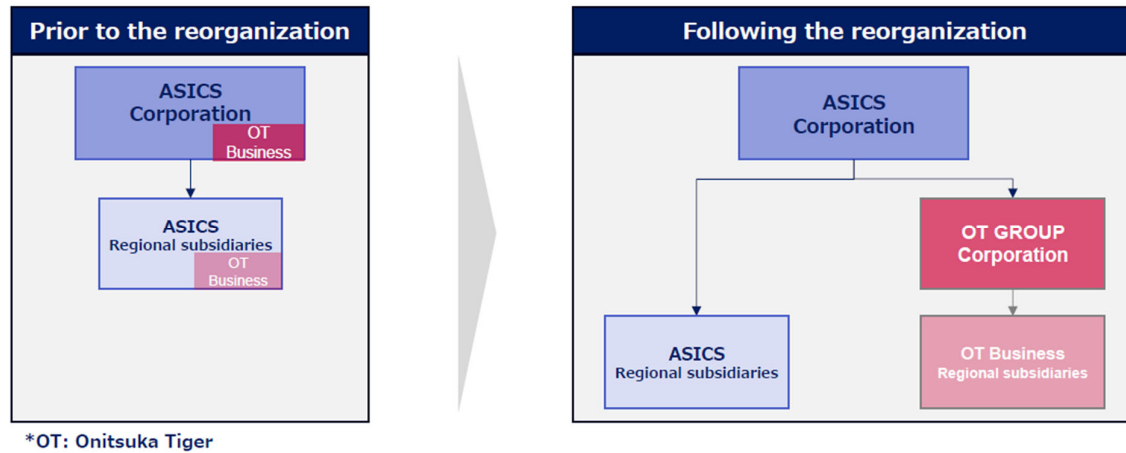 Prior to the reorganization
ASICS
Corporation
OT
Business
ASICS
Regional subsidiaries
OT
Business
*OT: Onitsuka Tiger
Following the reorganization
ASICS
Corporation
OT GROUP
Corporation
ASICS
Regional subsidiaries
OT Business
Regional subsidiaries